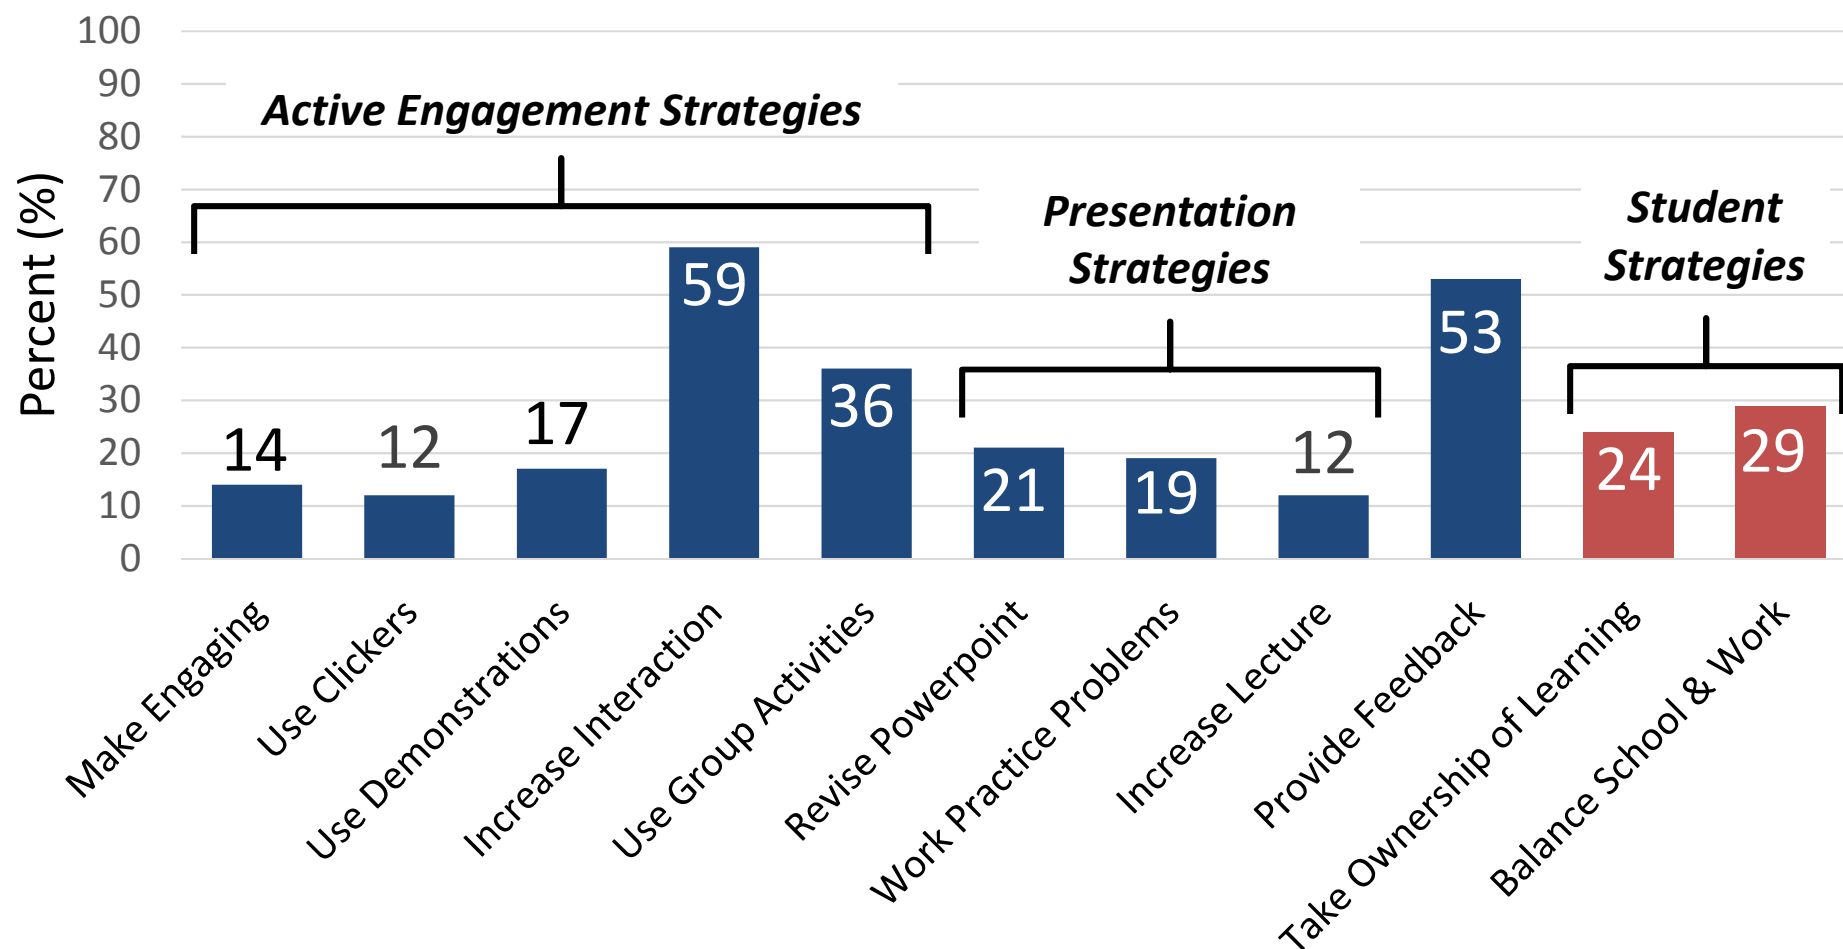 100
90
80
70
60
50
40
30
20
10
0
Percent (%)
Active Engagement Strategies
Presentation
Strategies
Student
Strategies
14
12
17
59
36
21
19
12
53
24
29
Make Engaging
Use Clickers
Use Demonstrations
Increase Interaction
Use Group Activities
Revise Powerpoint
Work Practice Problems
Increase Lecture
Provide Feedback
Take Ownership of Learning
Balance School & Work